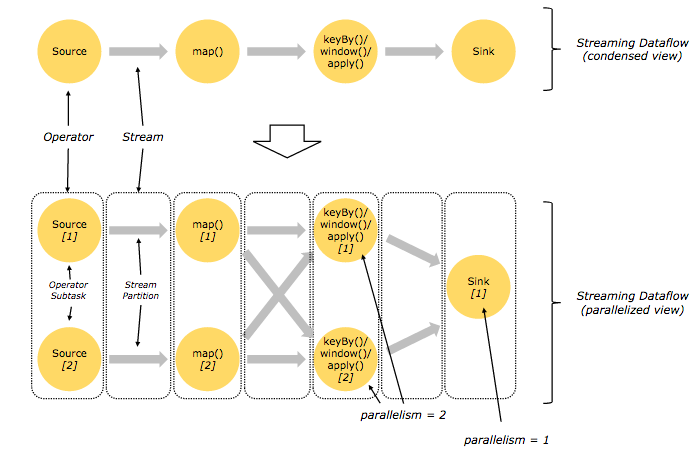 Source
map()
keyBy()/
window()/
apply()
Sink
Streaming Dataflow
(condensed view)
Operator
Stream
Source
[1]
map()
[1]
keyBy()/
window()/
apply()
[1]
Operator
Subtask
Stream
Partition
Sink
[1]
Streaming Dataflow
(parallelized view)
Source
[2]
map()
[2]
keyBy()/
window()/
apply()
[2]
parallelism = 2
parallelism = 1